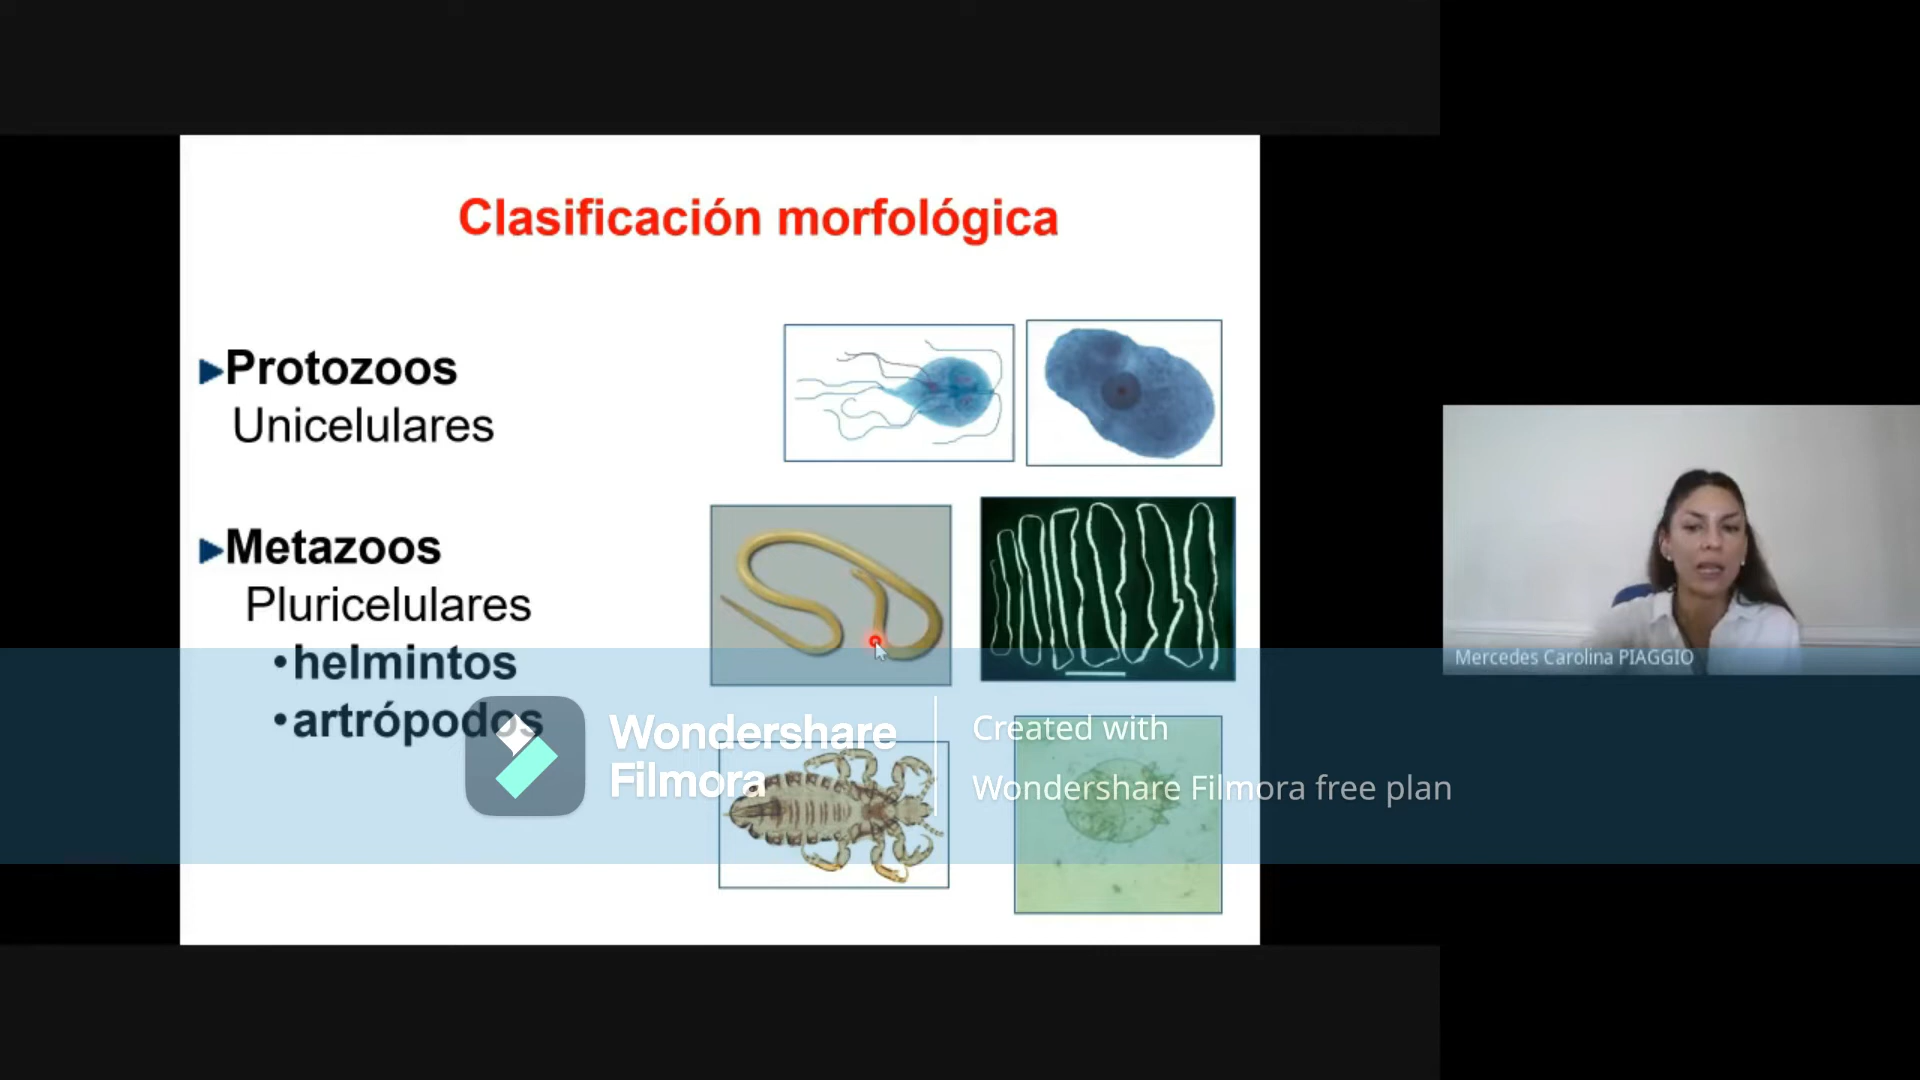 Clasificación morfológica
Protozoos
Unicelulares
Metazoos
Pluricelulares
•helmintos
•artrópodos
Wondershare
Filmora
Created with
Wondershare Filmora free plan
Mercedes Carolina PIAGGIO